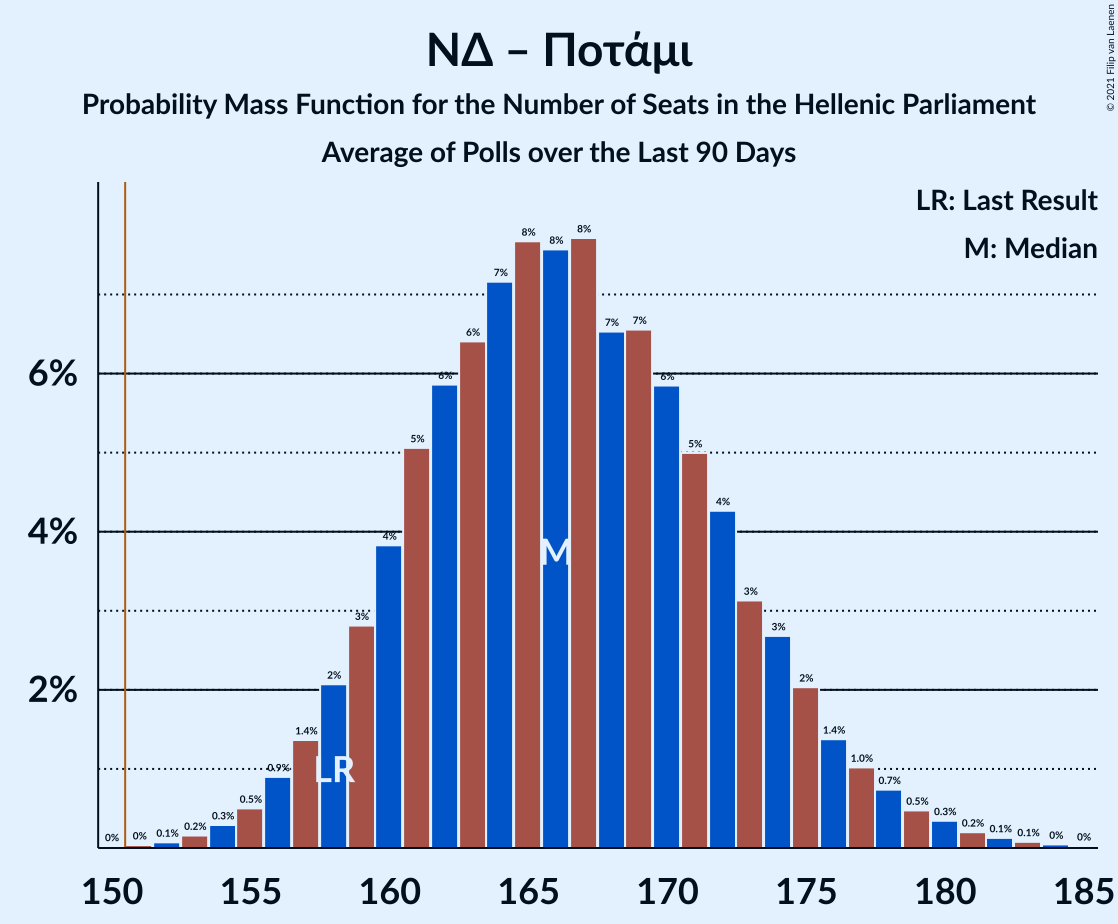 ΝΔ – Ποτάμι
Probability Mass Function for the Number of Seats in the Hellenic Parliament
Average of Polls over the Last 90 Days
© 2021 Filip van Laenen
LR: Last Result
M: Median
6%
4%
2%
0% 0% 0.1% 0.2% 0.3% 0.5% 0.9% 1.4% 2% 3% 4% 5% 6% 6% 7% 8% 8% 8% 7% 7% 6% 5% 4% 3% 3% 2% 1.4% 1.0% 0.7% 0.5% 0.3% 0.2% 0.1% 0.1% 0% 0%
LR
M
150 155 160 165 170 175 180 185